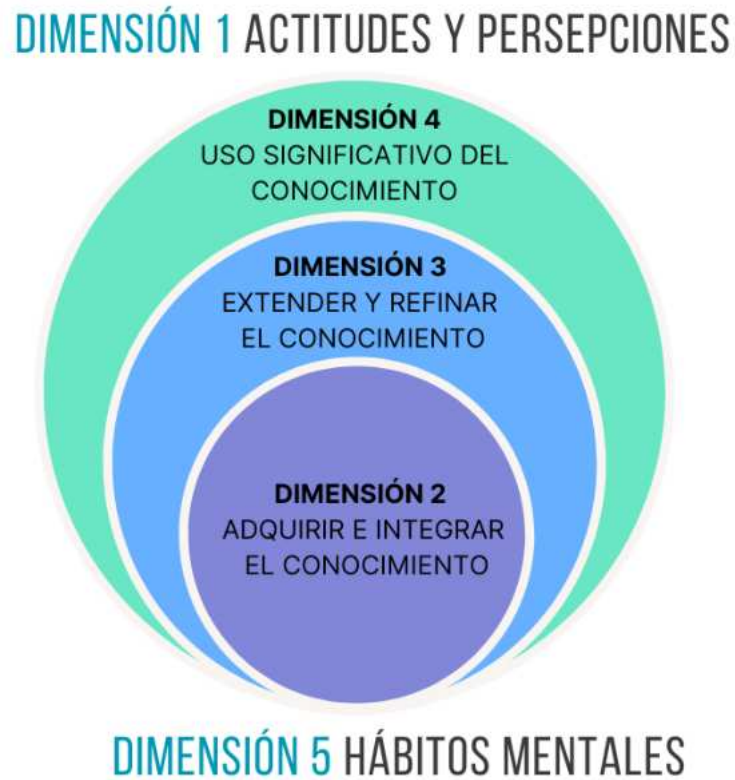 DIMENSIÓN 1 ACTITUDES Y PERSEPCIONES
DIMENSIÓN 4
USO SIGNIFICATIVO DEL
CONOCIMIENTO
DIMENSIÓN 3
EXTENDER Y REFINAR
EL CONOCIMIENTO
DIMENSIÓN 2
ADQUIRIR E INTEGRAR
EL CONOCIMIENTO
DIMENSIÓN 5 HÁBITOS MENTALES